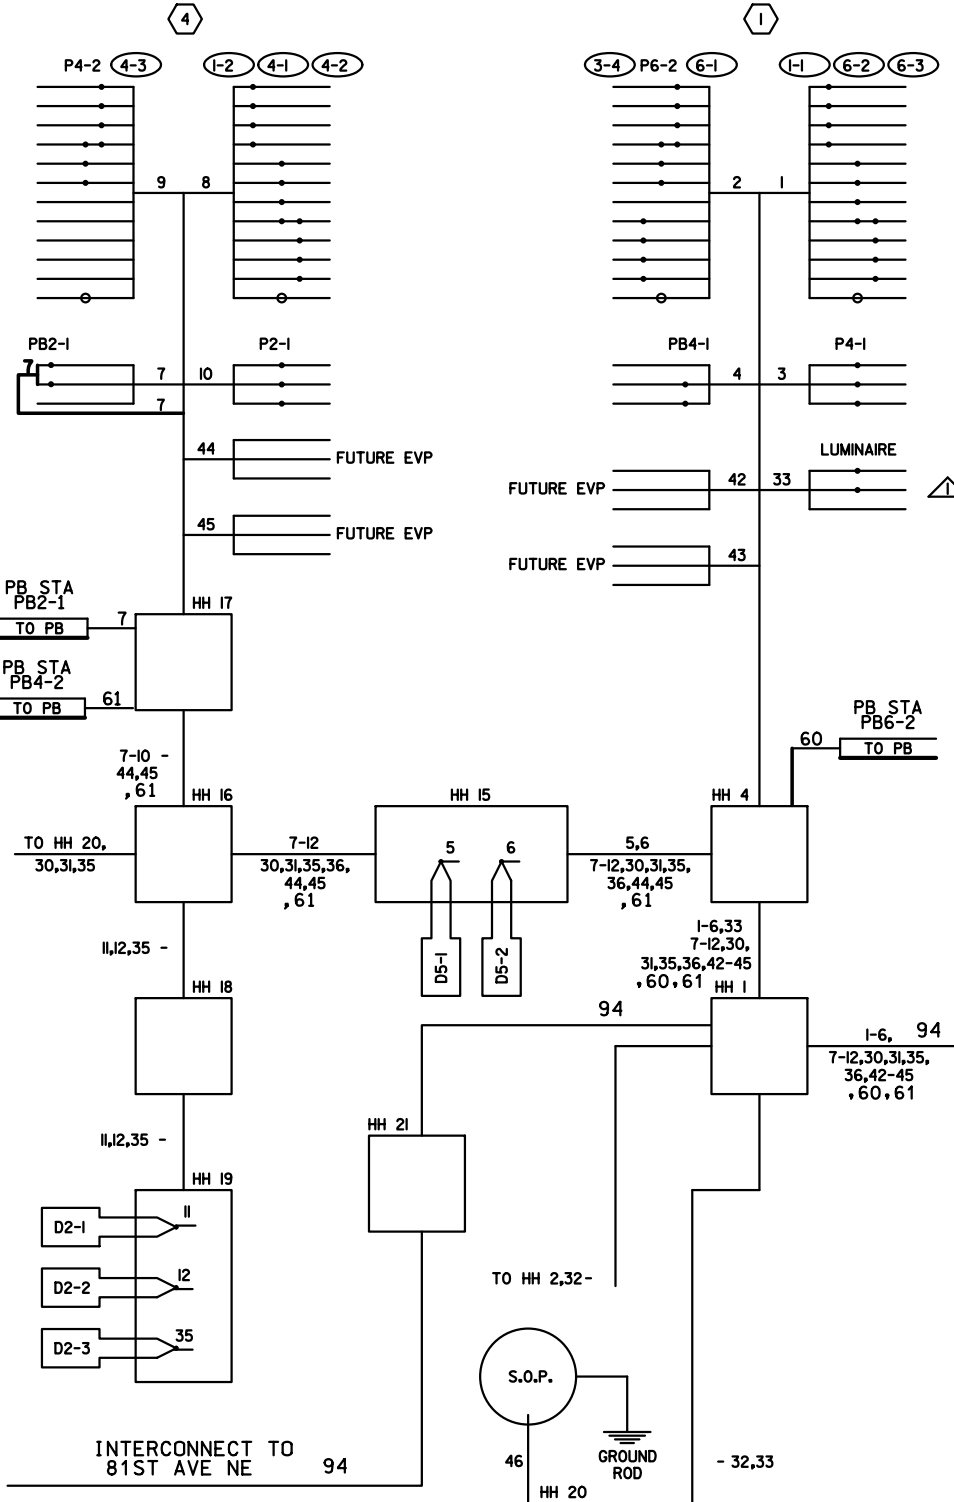 4
1
P4-2 4-3 1-2 4-1 4-2
3-4 P6-2 6-1 1-1 6-2 6-3
9 8
2 1
PB2-1
P2-1
PB4-1
P4-1
7
7 10
7
4 3
44
FUTURE EVP
45
FUTURE EVP
LUMINAIRE
FUTURE EVP
42 33
1
FUTURE EVP
43
PB STA
PB2-1
TO PB
7
HH 17
PB STA
PB4-2
TO PB
61
PB STA
PB6-2
TO PB
60
7-10 -
44,45
,61
HH 16
HH 15
HH 4
TO HH 20,
30,31,35
7-12
30,31,35,36,
44,45
,61
5
6
D5-1
D5-2
5,6
7-12,30,31,35,
36,44,45
,61
11,12,35 -
1-6,33
7-12,30,
31,35,36,42-45
,60,61
HH 18
HH 1
94
1-6,
94
7-12,30,31,35,
36,42-45
,60,61
11,12,35 -
HH 21
HH 19
D2-1
11
D2-2
12
D2-3
35
TO HH 2,32-
S.O.P.
GROUND
ROD
46
HH 20
- 32,33
INTERCONNECT TO
81ST AVE NE
94